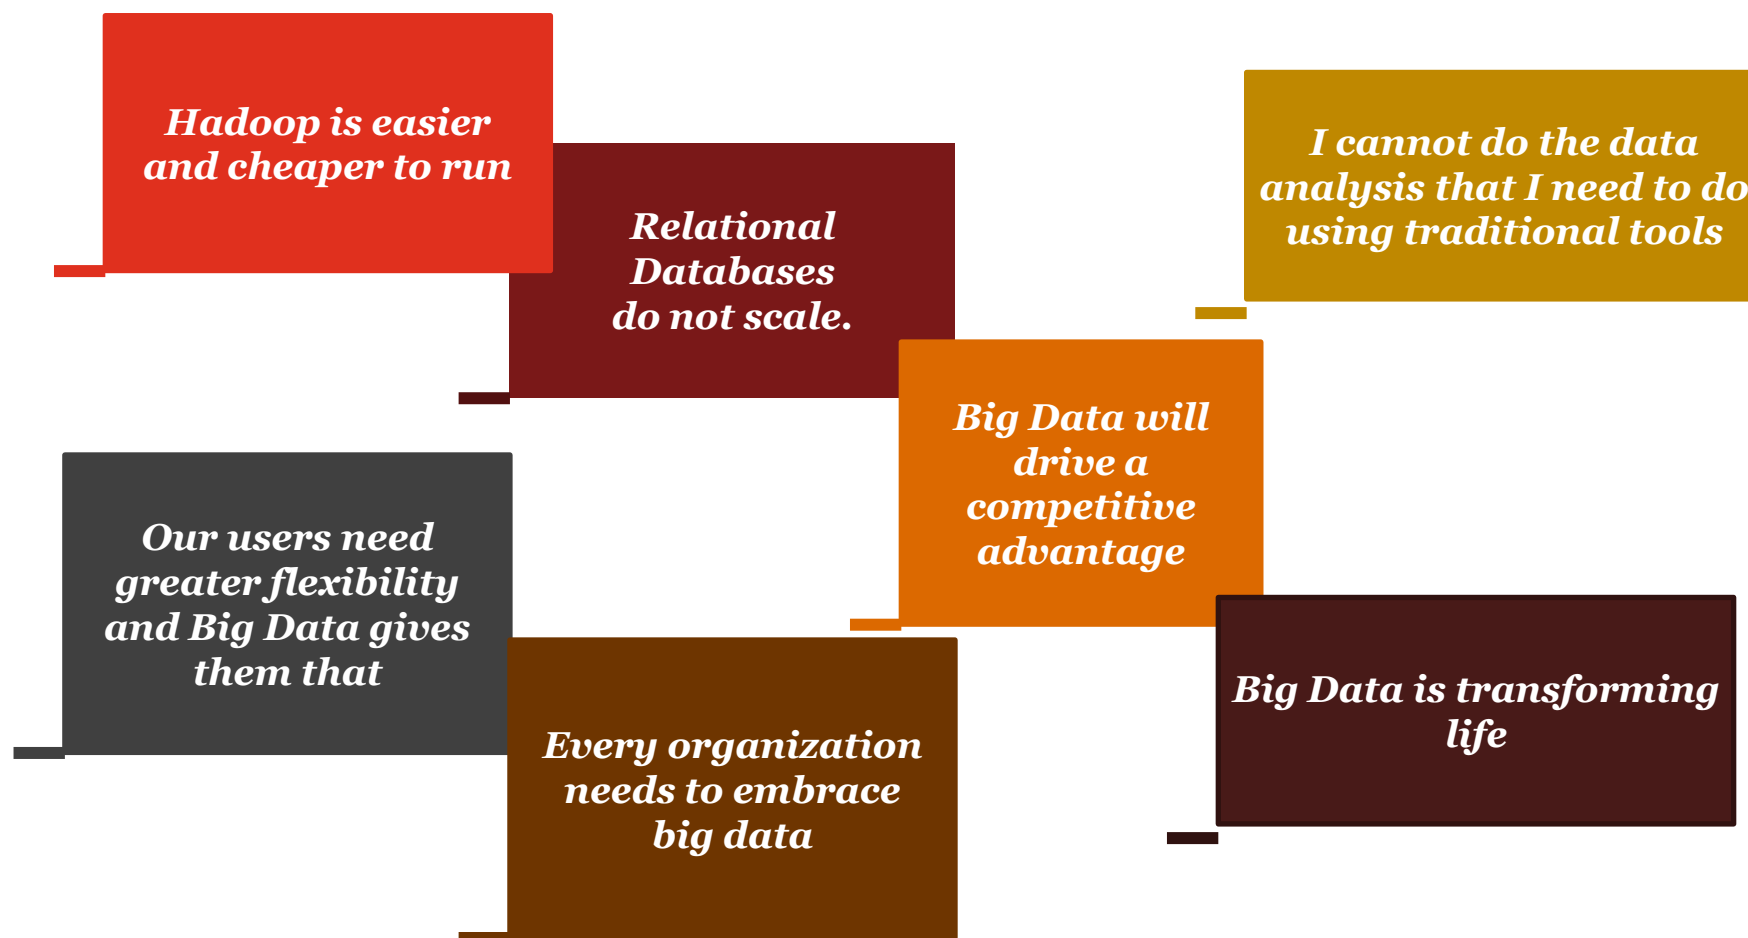 Hadoop is easier
and cheaper to run
Relational
Databases
do not scale.
I cannot do the data
analysis that I need to do
using traditional tools
Big Data will
drive a
competitive
advantage
Our users need
greater flexibility
and Big Data gives
them that
Every organization
needs to embrace
big data
Big Data is transforming
life